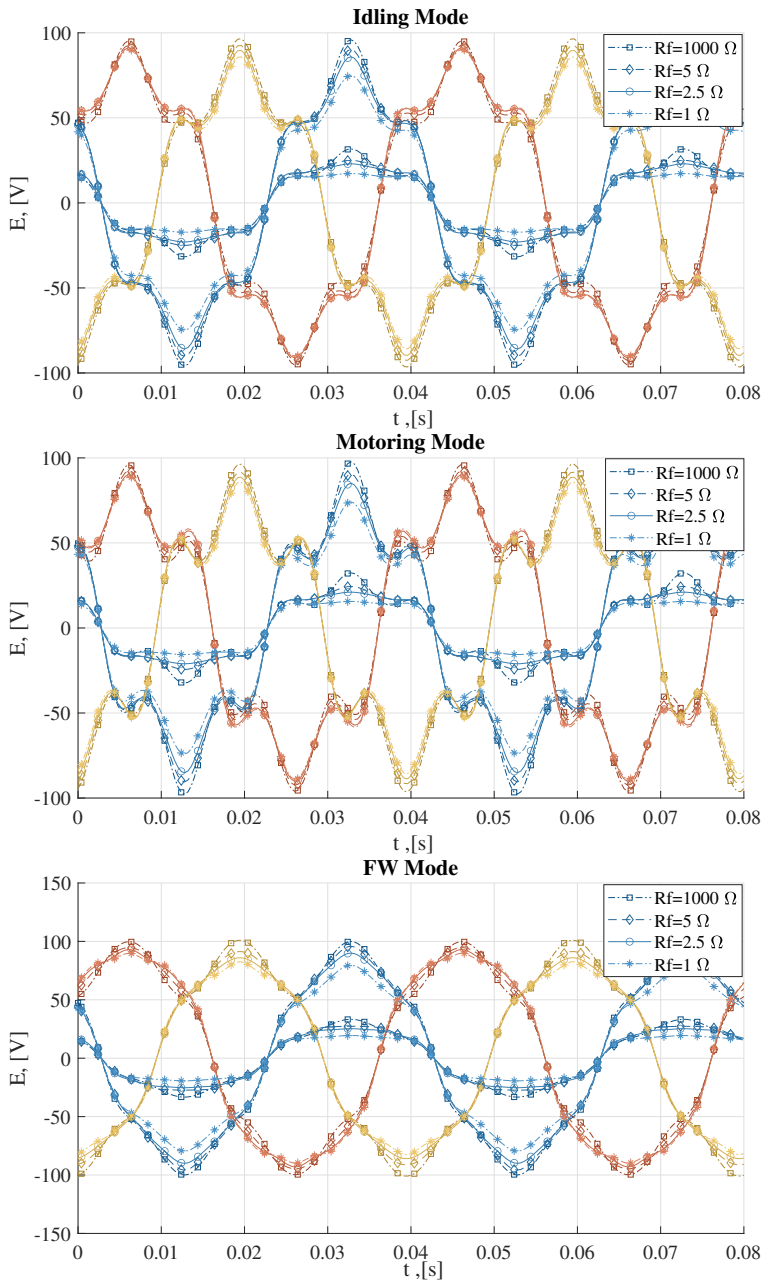 Idling Mode
100
50
0
-50
-100
E, [V]
Rf=1000 Ω
Rf=5 Ω
Rf=2.5 Ω
Rf=1 Ω
0 0.01 0.02 0.03 0.04 0.05 0.06 0.07 0.08
t ,[s]
Motoring Mode
100
50
0
-50
-100
E, [V]
Rf=1000 Ω
Rf=5 Ω
Rf=2.5 Ω
Rf=1 Ω
0 0.01 0.02 0.03 0.04 0.05 0.06 0.07 0.08
t ,[s]
FW Mode
150
100
50
0
-50
-100
-150
E, [V]
Rf=1000 Ω
Rf=5 Ω
Rf=2.5 Ω
Rf=1 Ω
0 0.01 0.02 0.03 0.04 0.05 0.06 0.07 0.08
t ,[s]